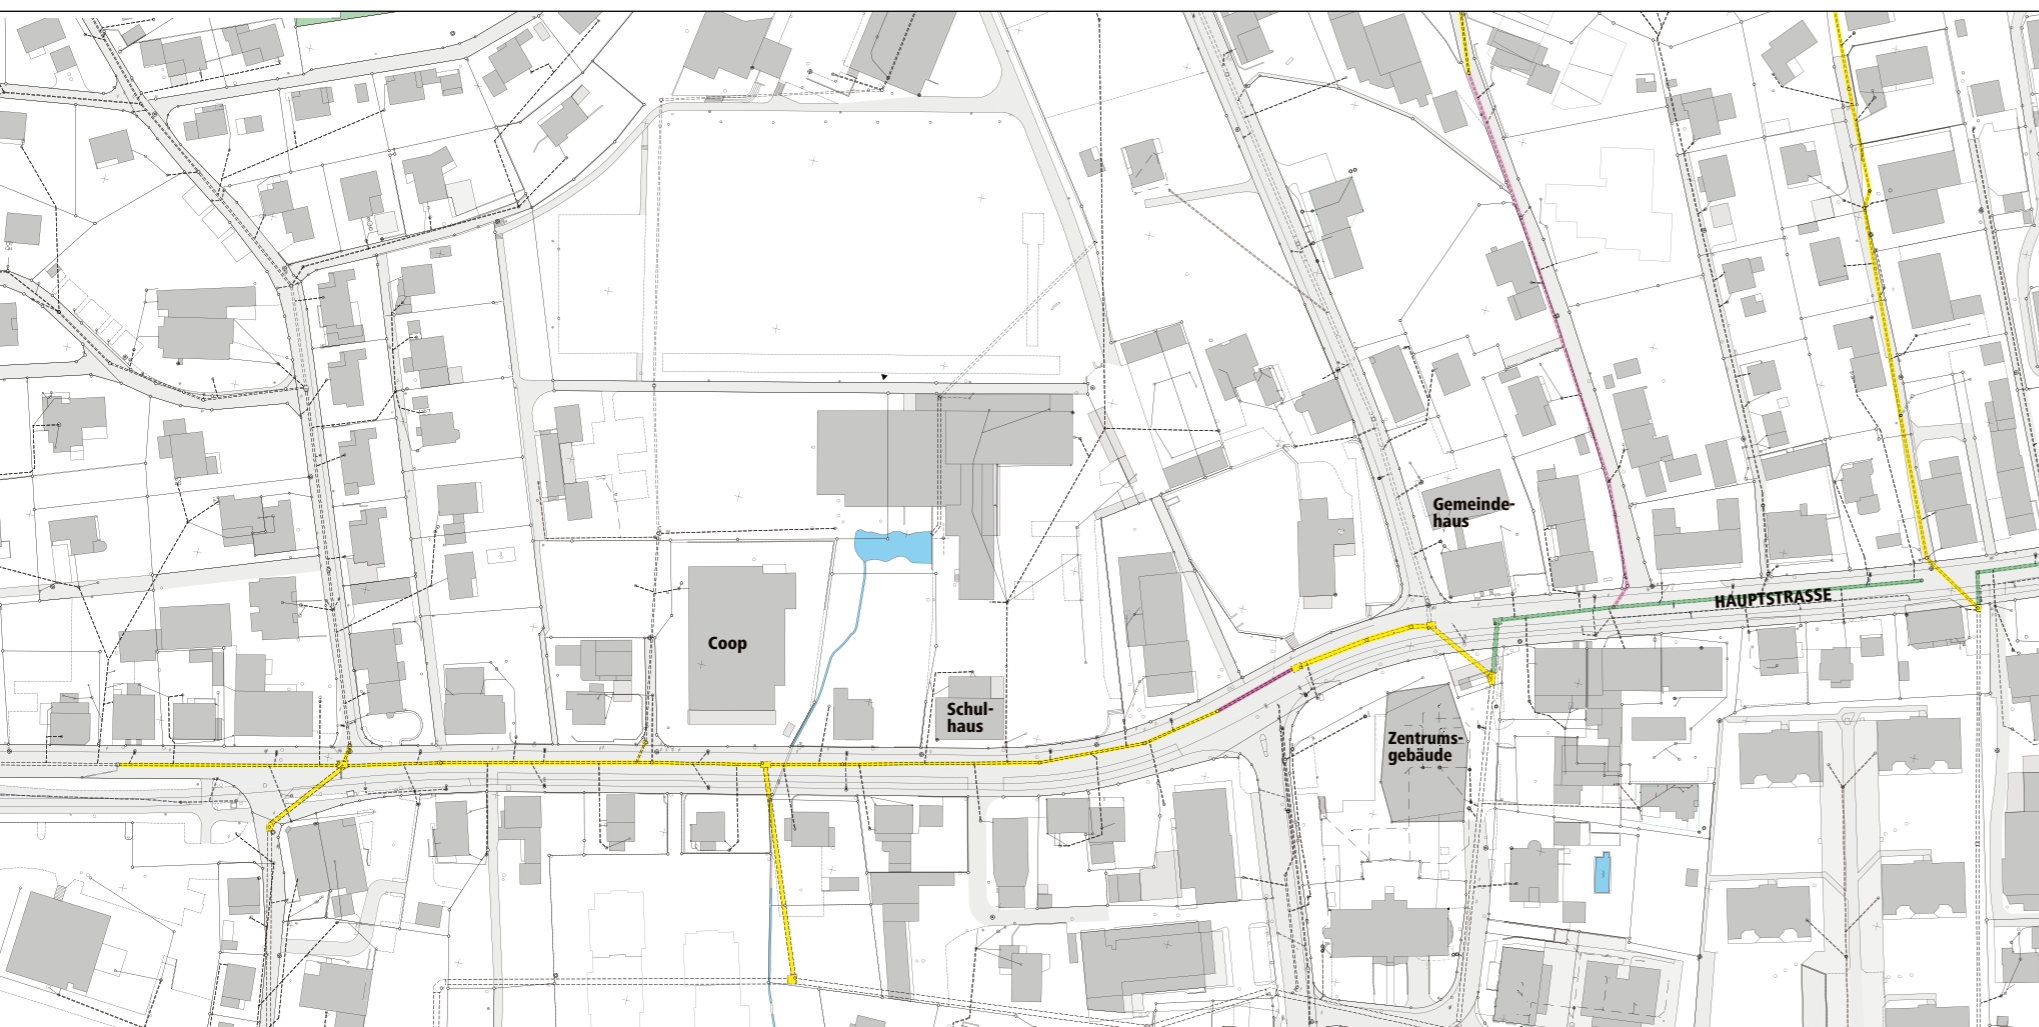 Gemeinde-
haus
HAUPTSTRASSE
Coop
Schul-
haus
Zentrums-
gebäude